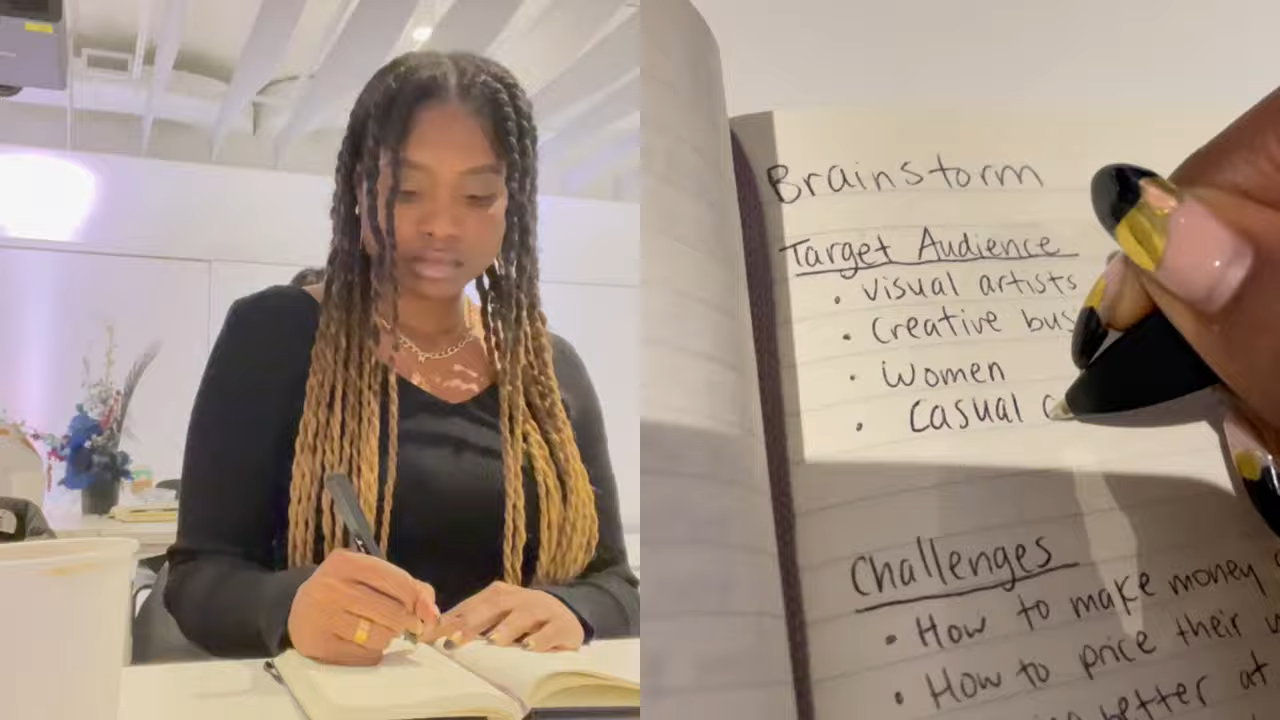 Brainstorm
Target Audience
• visual artists
• Creative bus
• Women
• Casual
Challenges
• How to make money
• How to price their
better at